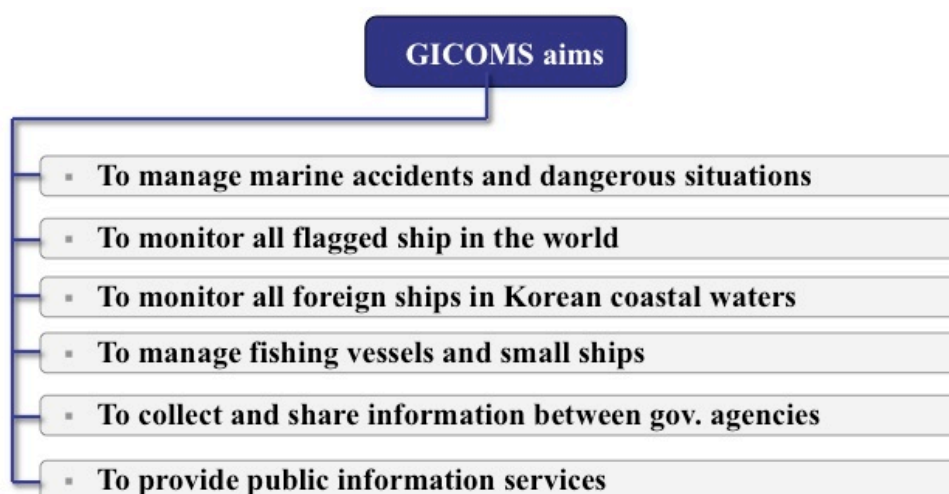 GICOMS aims
▪ To manage marine accidents and dangerous situations
▪ To monitor all flagged ship in the world
▪ To monitor all foreign ships in Korean coastal waters
▪ To manage fishing vessels and small ships
▪ To collect and share information between gov. agencies
▪ To provide public information services